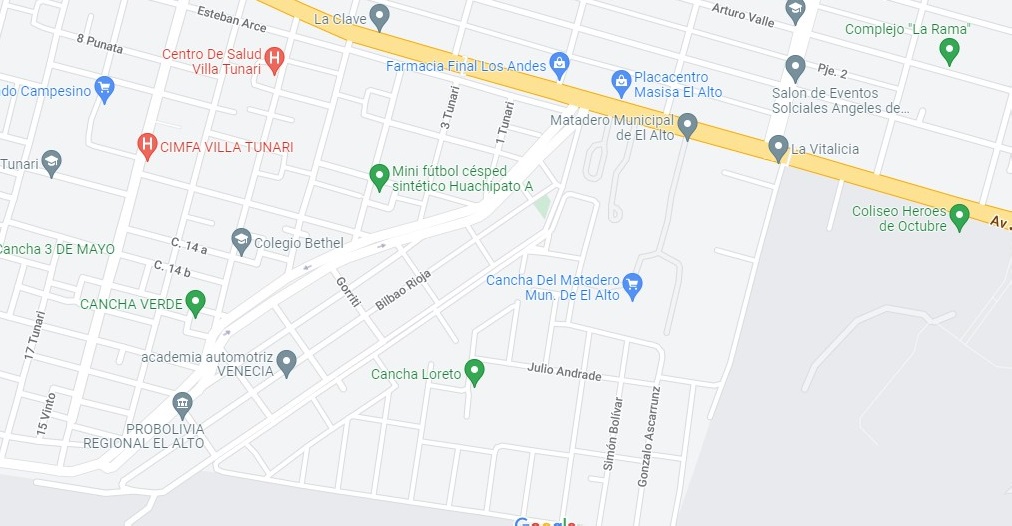 Esteban Arce
La Clave
Arturo Valle
Complejo "La Rama"
8 Punata
Centro De Salud
Villa Tunari
Farmacia Final Los Andes
Placacentro
Masisa El Alto
Pje. 2
Salon de Eventos
Solciales Angeles de...
do Campesino
3 Tunari
1 Tunari
Matadero Municipal
de El Alto
La Vitalicia
CIMFA VILLA TUNARI
Tunari
Mini fútbol césped
sintético Huachipato A
Coliseo Heroes
de Octubre
Av.
Cancha 3 DE MAYO
C. 14 a
Colegio Bethel
C. 14 b
Gorriti
Bilbao Rioja
Cancha Del Matadero
Mun. De El Alto
CANCHA VERDE
17 Tunari
academia automotriz
VENECIA
Cancha Loreto
Julio Andrade
15 Vinto
PROBOLIVIA
REGIONAL EL ALTO
Simón Bolívar
Gonzalo Ascarrunz
Google